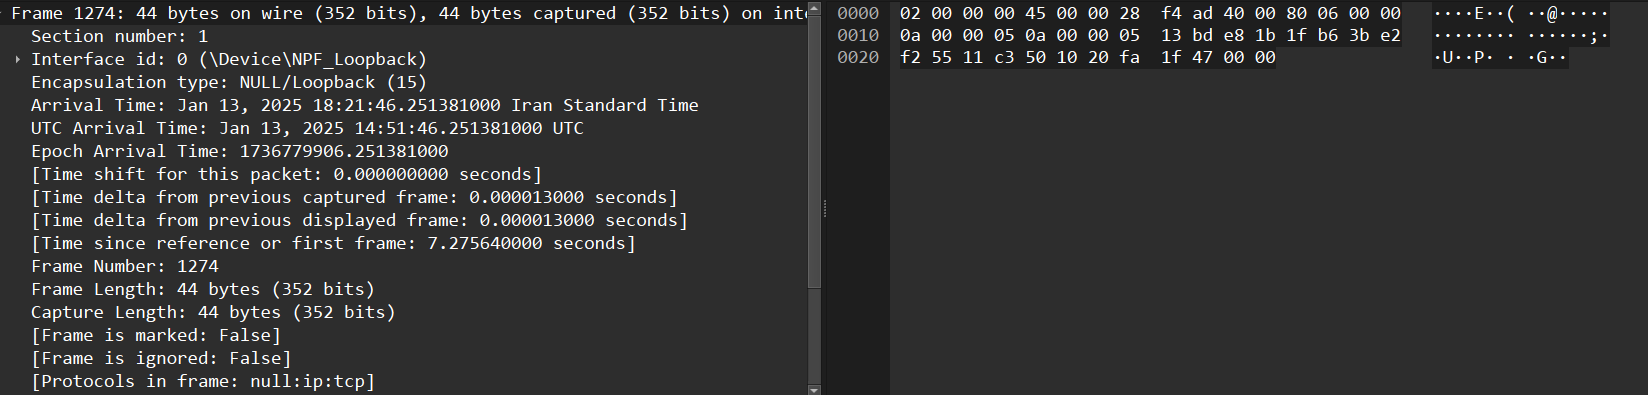 Frame 1274: 44 bytes on wire (352 bits), 44 bytes captured (352 bits) on inte
Section number: 1
Interface id: 0 (\Device\NPF_Loopback)
Encapsulation type: NULL/Loopback (15)
Arrival Time: Jan 13, 2025 18:21:46.251381000 Iran Standard Time
UTC Arrival Time: Jan 13, 2025 14:51:46.251381000 UTC
Epoch Arrival Time: 1736779906.251381000
[Time shift for this packet: 0.000000000 seconds]
[Time delta from previous captured frame: 0.000013000 seconds]
[Time delta from previous displayed frame: 0.000013000 seconds]
[Time since reference or first frame: 7.275640000 seconds]
Frame Number: 1274
Frame Length: 44 bytes (352 bits)
Capture Length: 44 bytes (352 bits)
[Frame is marked: False]
[Frame is ignored: False]
[Protocols in frame: null:ip:tcp]
0000 02 00 00 00 45 00 00 28 f4 ad 40 00 80 06 00 00 ····E··( ··@·····
0010 0a 00 00 05 0a 00 00 05 13 bd e8 1b 1f b6 3b e2 ········ ······;·
0020 f2 55 11 c3 50 10 20 fa 1f 47 00 00 ·U··P· · ·G··